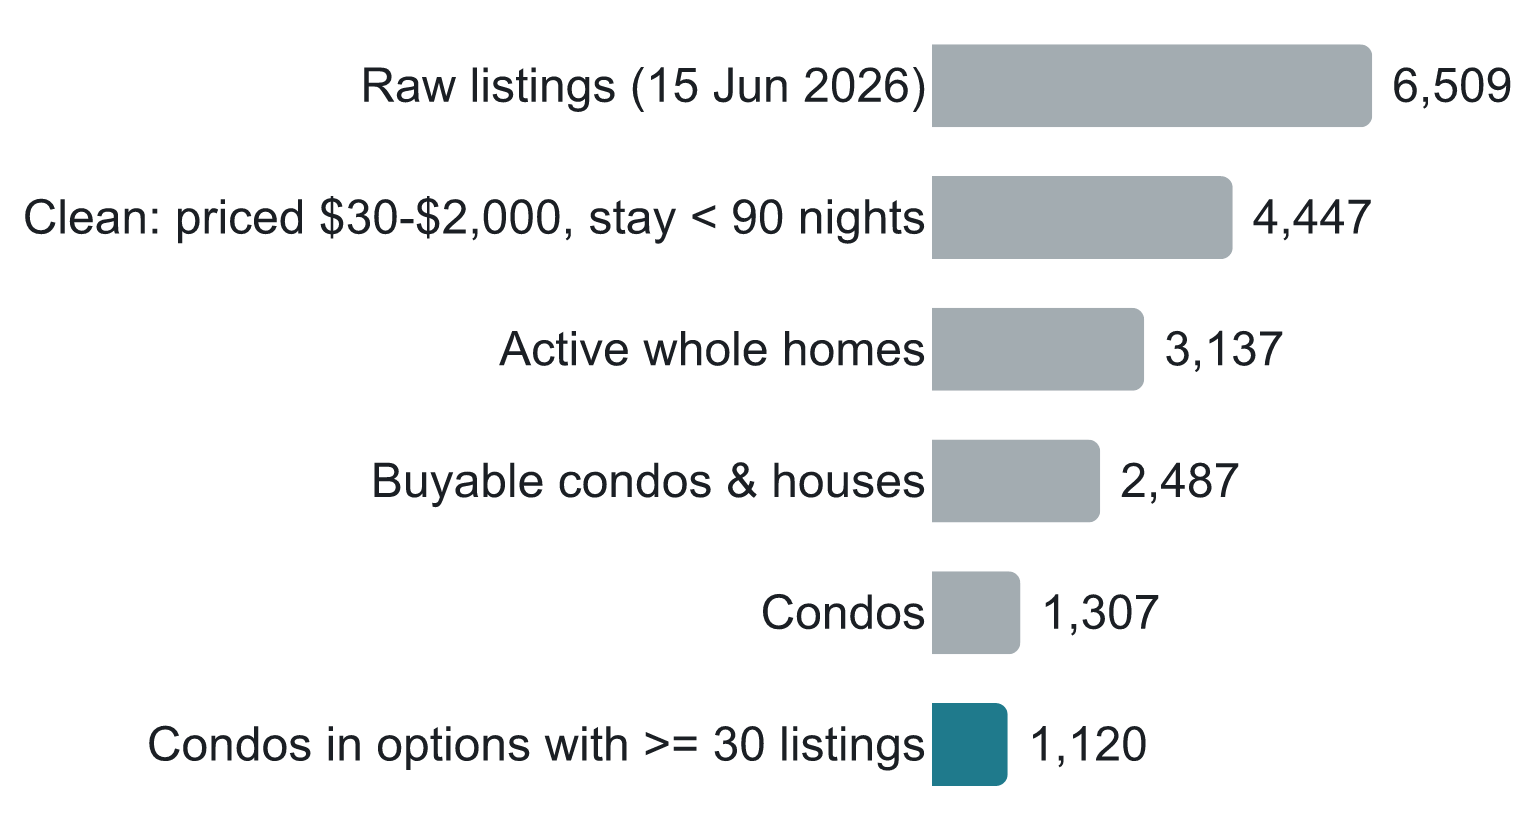 Raw listings (15 Jun 2026) 6,509
Clean: priced $30-$2,000, stay < 90 nights 4,447
Active whole homes 3,137
Buyable condos & houses 2,487
Condos 1,307
Condos in options with >= 30 listings 1,120